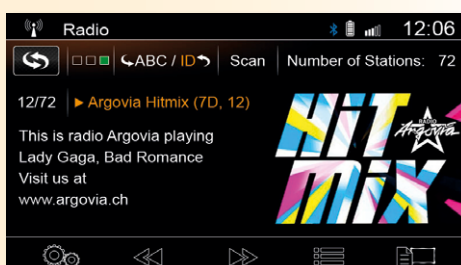 Radio 12:06
ABC / ID Scan Number of Stations: 72
12/72 Argovia Hitmix (7D, 12)
This is radio Argovia playing
Lady Gaga, Bad Romance
Visit us at
www.argovia.ch
HiT
RADIO
Argovia
MiX